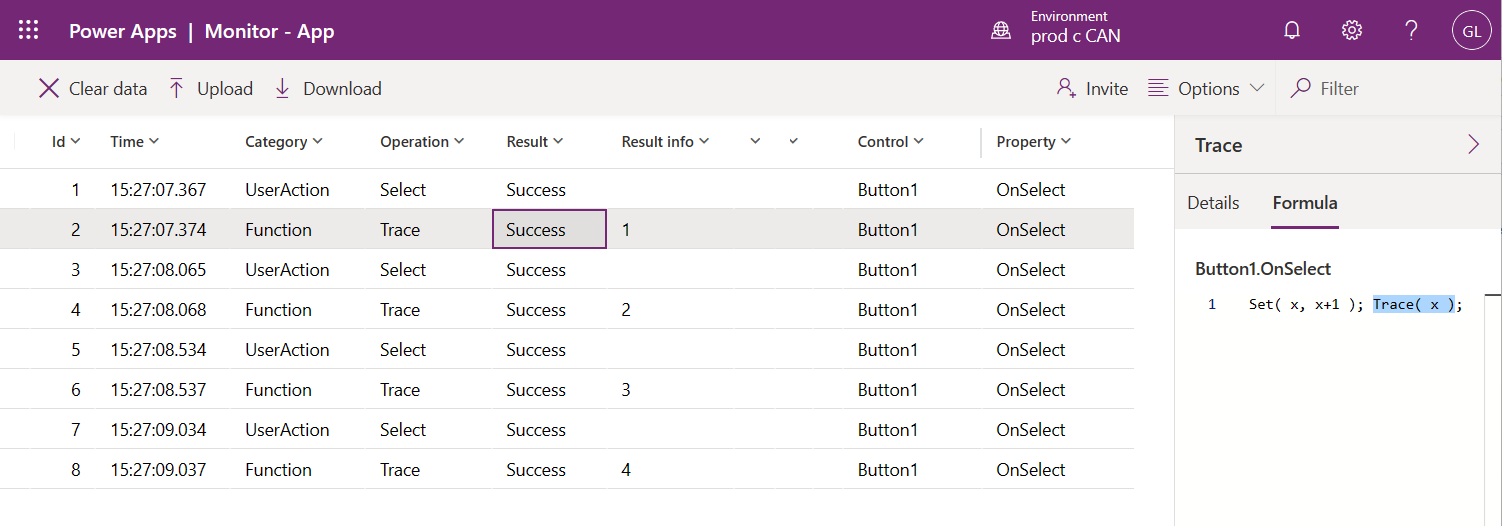 Power Apps | Monitor - App
Environment
prod c CAN
GL
Clear data Upload Download Invite Options Filter
Id Time Category Operation Result Result info Control Property
1 15:27:07.367 UserAction Select Success Button1 OnSelect
2 15:27:07.374 Function Trace Success 1 Button1 OnSelect
3 15:27:08.065 UserAction Select Success Button1 OnSelect
4 15:27:08.068 Function Trace Success 2 Button1 OnSelect
5 15:27:08.534 UserAction Select Success Button1 OnSelect
6 15:27:08.537 Function Trace Success 3 Button1 OnSelect
7 15:27:09.034 UserAction Select Success Button1 OnSelect
8 15:27:09.037 Function Trace Success 4 Button1 OnSelect
Trace
Details Formula
Button1.OnSelect
1 Set( x, x+1 ); Trace( x );